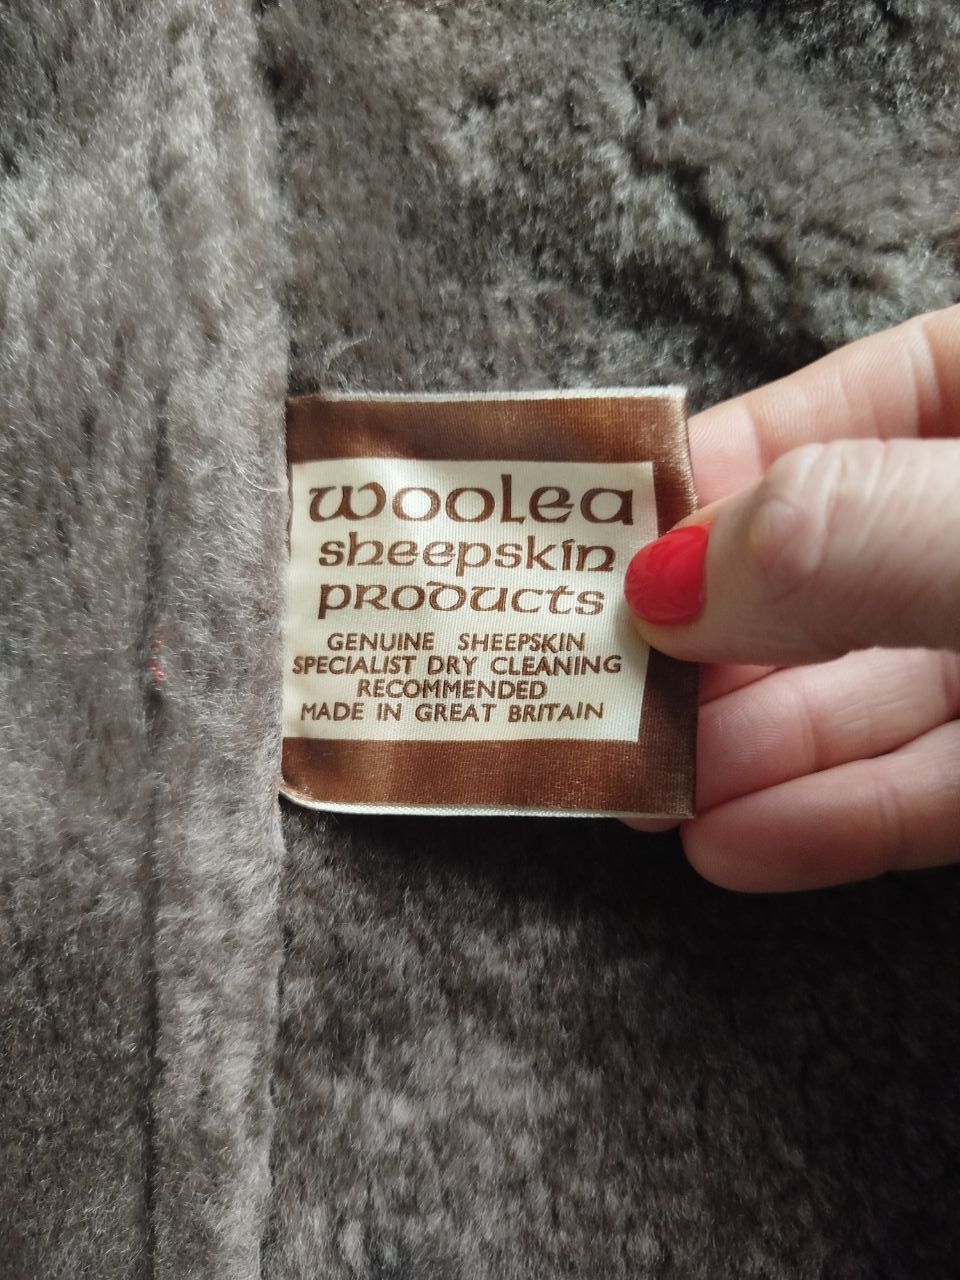 woolea
sheepskin
products
GENUINE SHEEPSKIN
SPECIALIST DRY CLEANING
RECOMMENDED
MADE IN GREAT BRITAIN